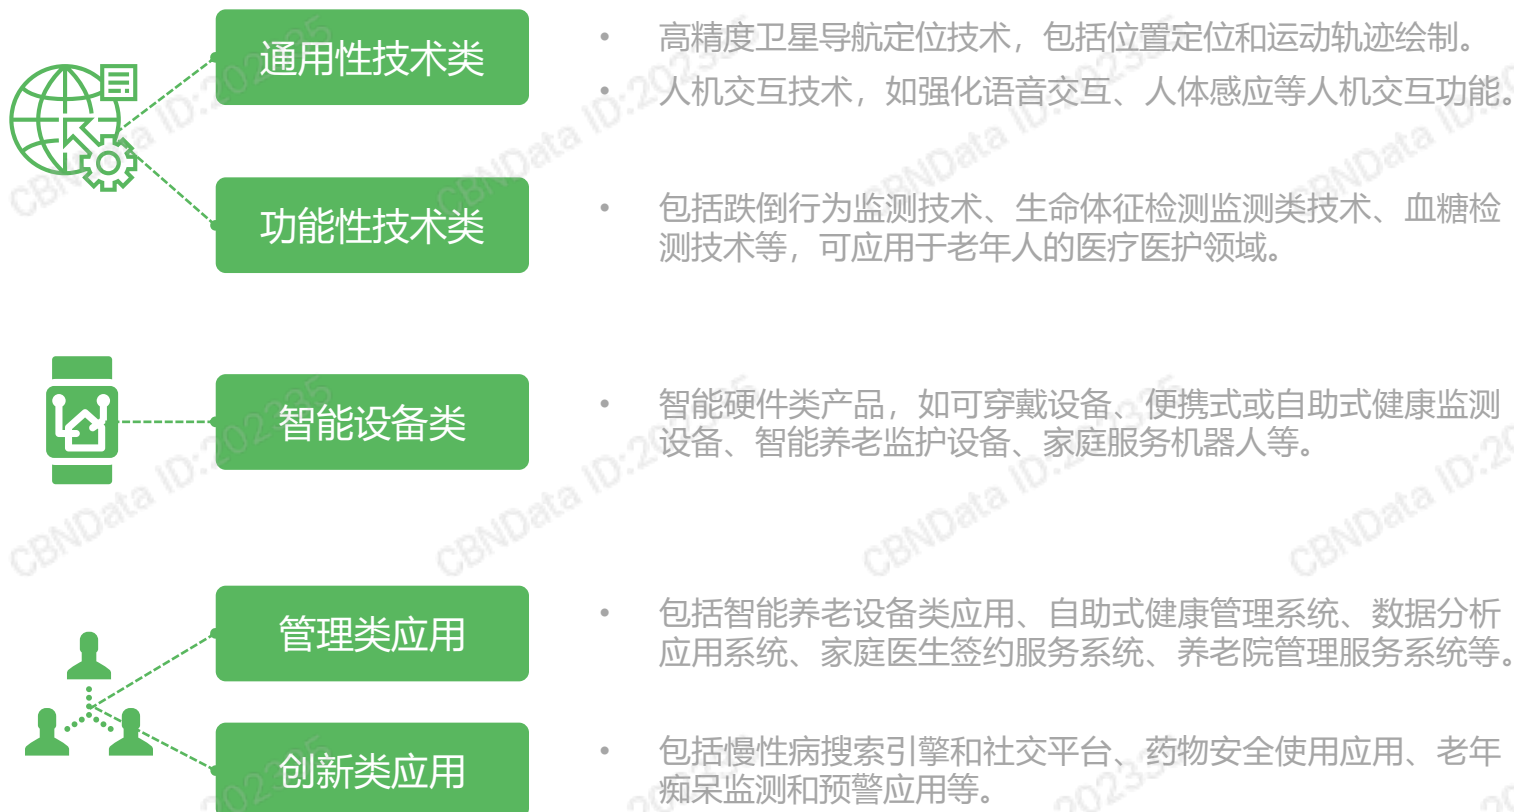 通用性技术类
• 高精度卫星导航定位技术，包括位置定位和运动轨迹绘制。
• 人机交互技术，如强化语音交互、人体感应等人机交互功能。
功能性技术类
• 包括跌倒行为监测技术、生命体征检测监测类技术、血糖检
测技术等，可应用于老年人的医疗医护领域。
智能设备类
• 智能硬件类产品，如可穿戴设备、便携式或自助式健康监测
设备、智能养老监护设备、家庭服务机器人等。
管理类应用
• 包括智能养老设备类应用、自助式健康管理系统、数据分析
应用系统、家庭医生签约服务系统、养老院管理服务系统等。
创新类应用
• 包括慢性病搜索引擎和社交平台、药物安全使用应用、老年
痴呆监测和预警应用等。
CBNData ID:202335